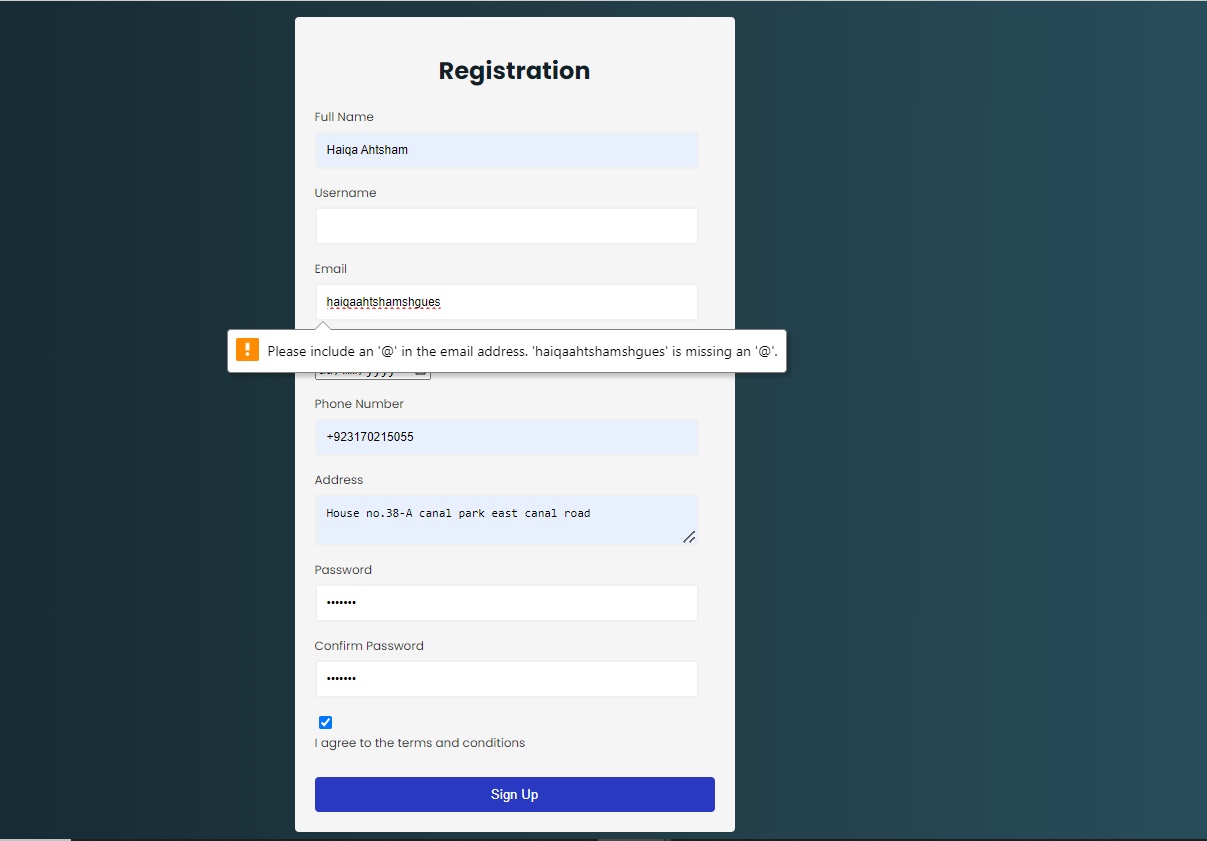 Registration
Full Name
Haiqa Ahtsham
Username
Email
haiqaahtshamshgues
Please include an '@' in the email address. 'haiqaahtshamshgues' is missing an '@'.
Phone Number
+923170215055
Address
House no.38-A canal park east canal road
Password
•••••••
Confirm Password
•••••••
I agree to the terms and conditions
Sign Up